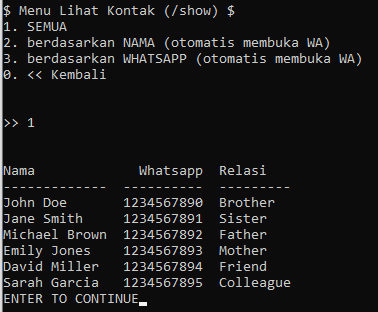 $ Menu Lihat Kontak (/show) $
1. SEMUA
2. berdasarkan NAMA (otomatis membuka WA)
3. berdasarkan WHATSAPP (otomatis membuka WA)
0. << Kembali
>> 1
Nama Whatsapp Relasi
------------- ---------- ---------
John Doe 1234567890 Brother
Jane Smith 1234567891 Sister
Michael Brown 1234567892 Father
Emily Jones 1234567893 Mother
David Miller 1234567894 Friend
Sarah Garcia 1234567895 Colleague
ENTER TO CONTINUE